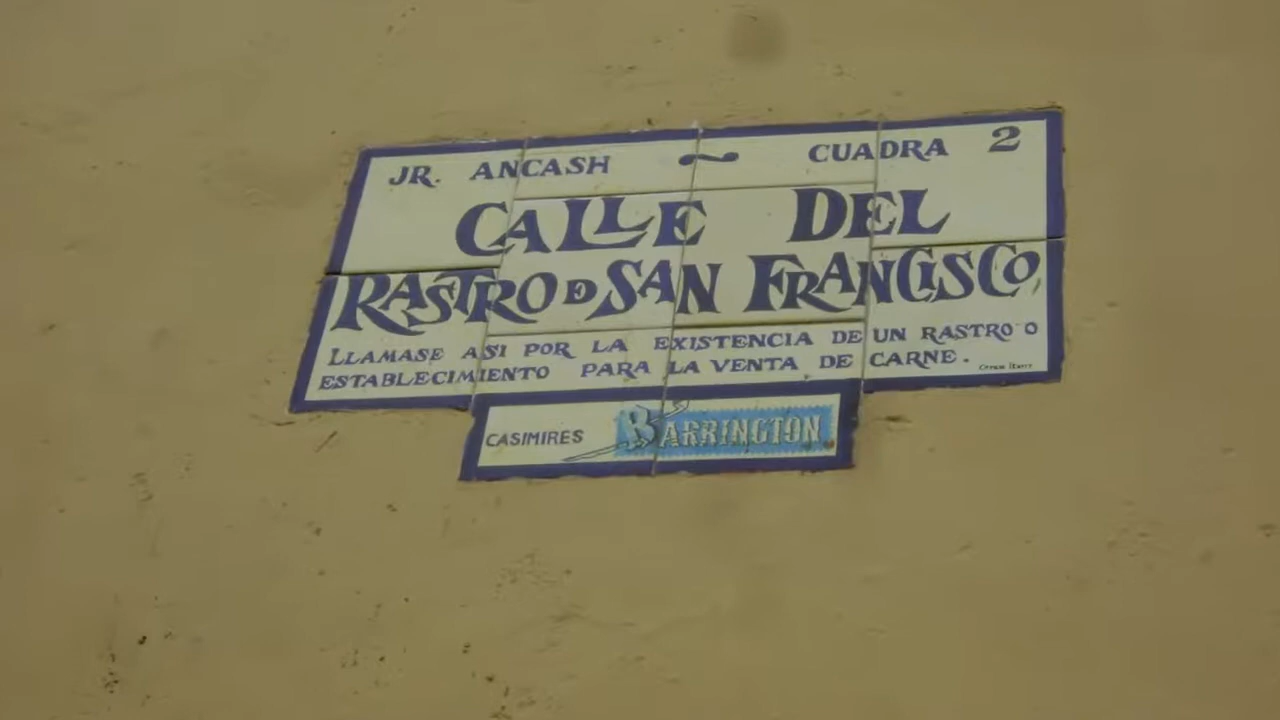 JR. ANCASH ~ CUADRA 2
CALLE DEL
RASTRO DE SAN FRANCISCO
LLAMASE ASI POR LA EXISTENCIA DE UN RASTRO O
ESTABLECIMIENTO PARA LA VENTA DE CARNE.
CASIMIRES BARRINGTON